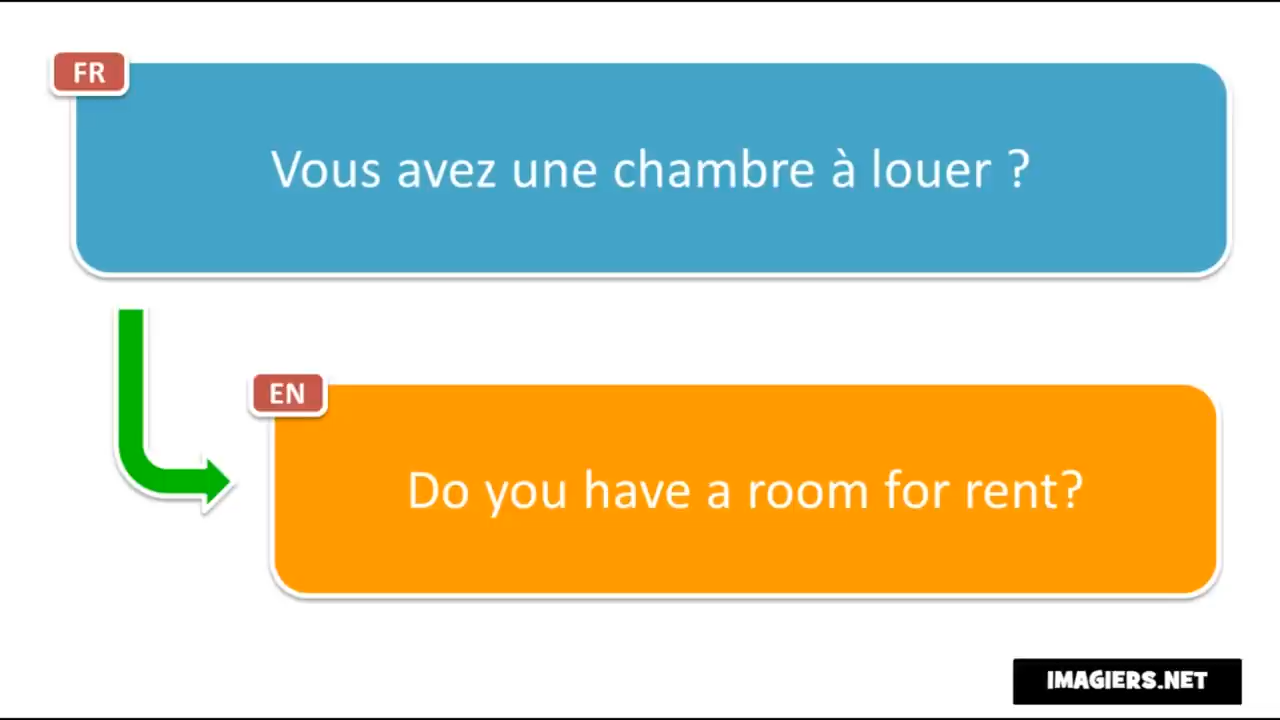 FR
Vous avez une chambre à louer ?
EN
Do you have a room for rent?
IMAGIERS.NET